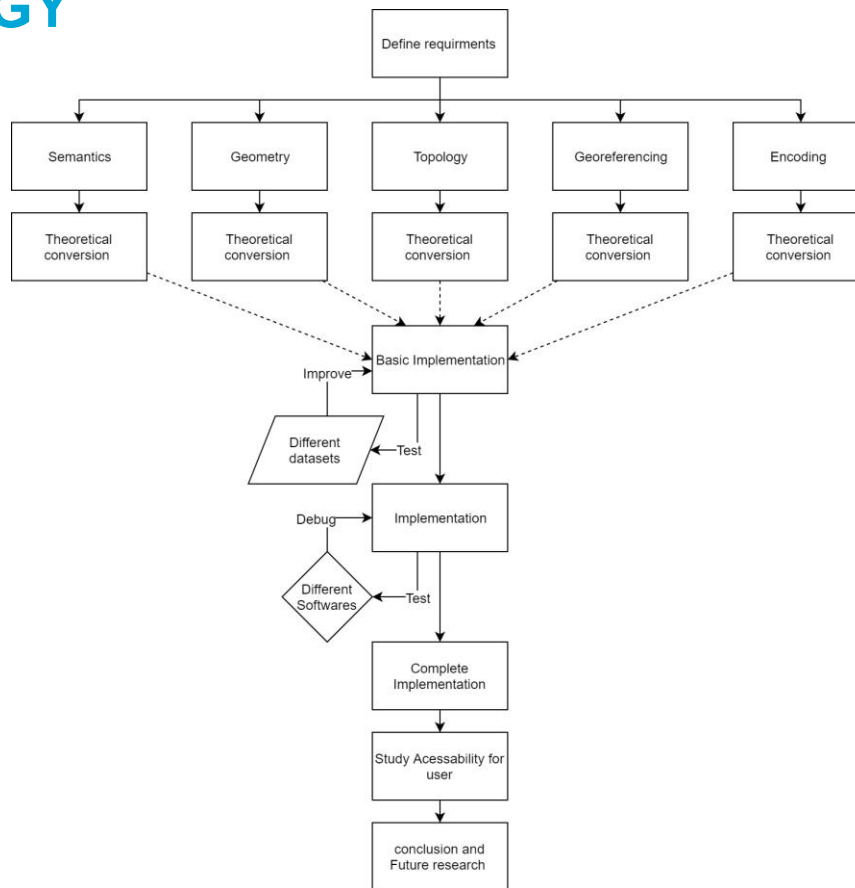 GY
Define requirments
Semantics
Geometry
Topology
Georeferencing
Encoding
Theoretical
conversion
Theoretical
conversion
Theoretical
conversion
Theoretical
conversion
Theoretical
conversion
Basic Implementation
Improve
Different
datasets
Test
Implementation
Debug
Different
Softwares
Test
Complete
Implementation
Study Acessability for
user
conclusion and
Future research